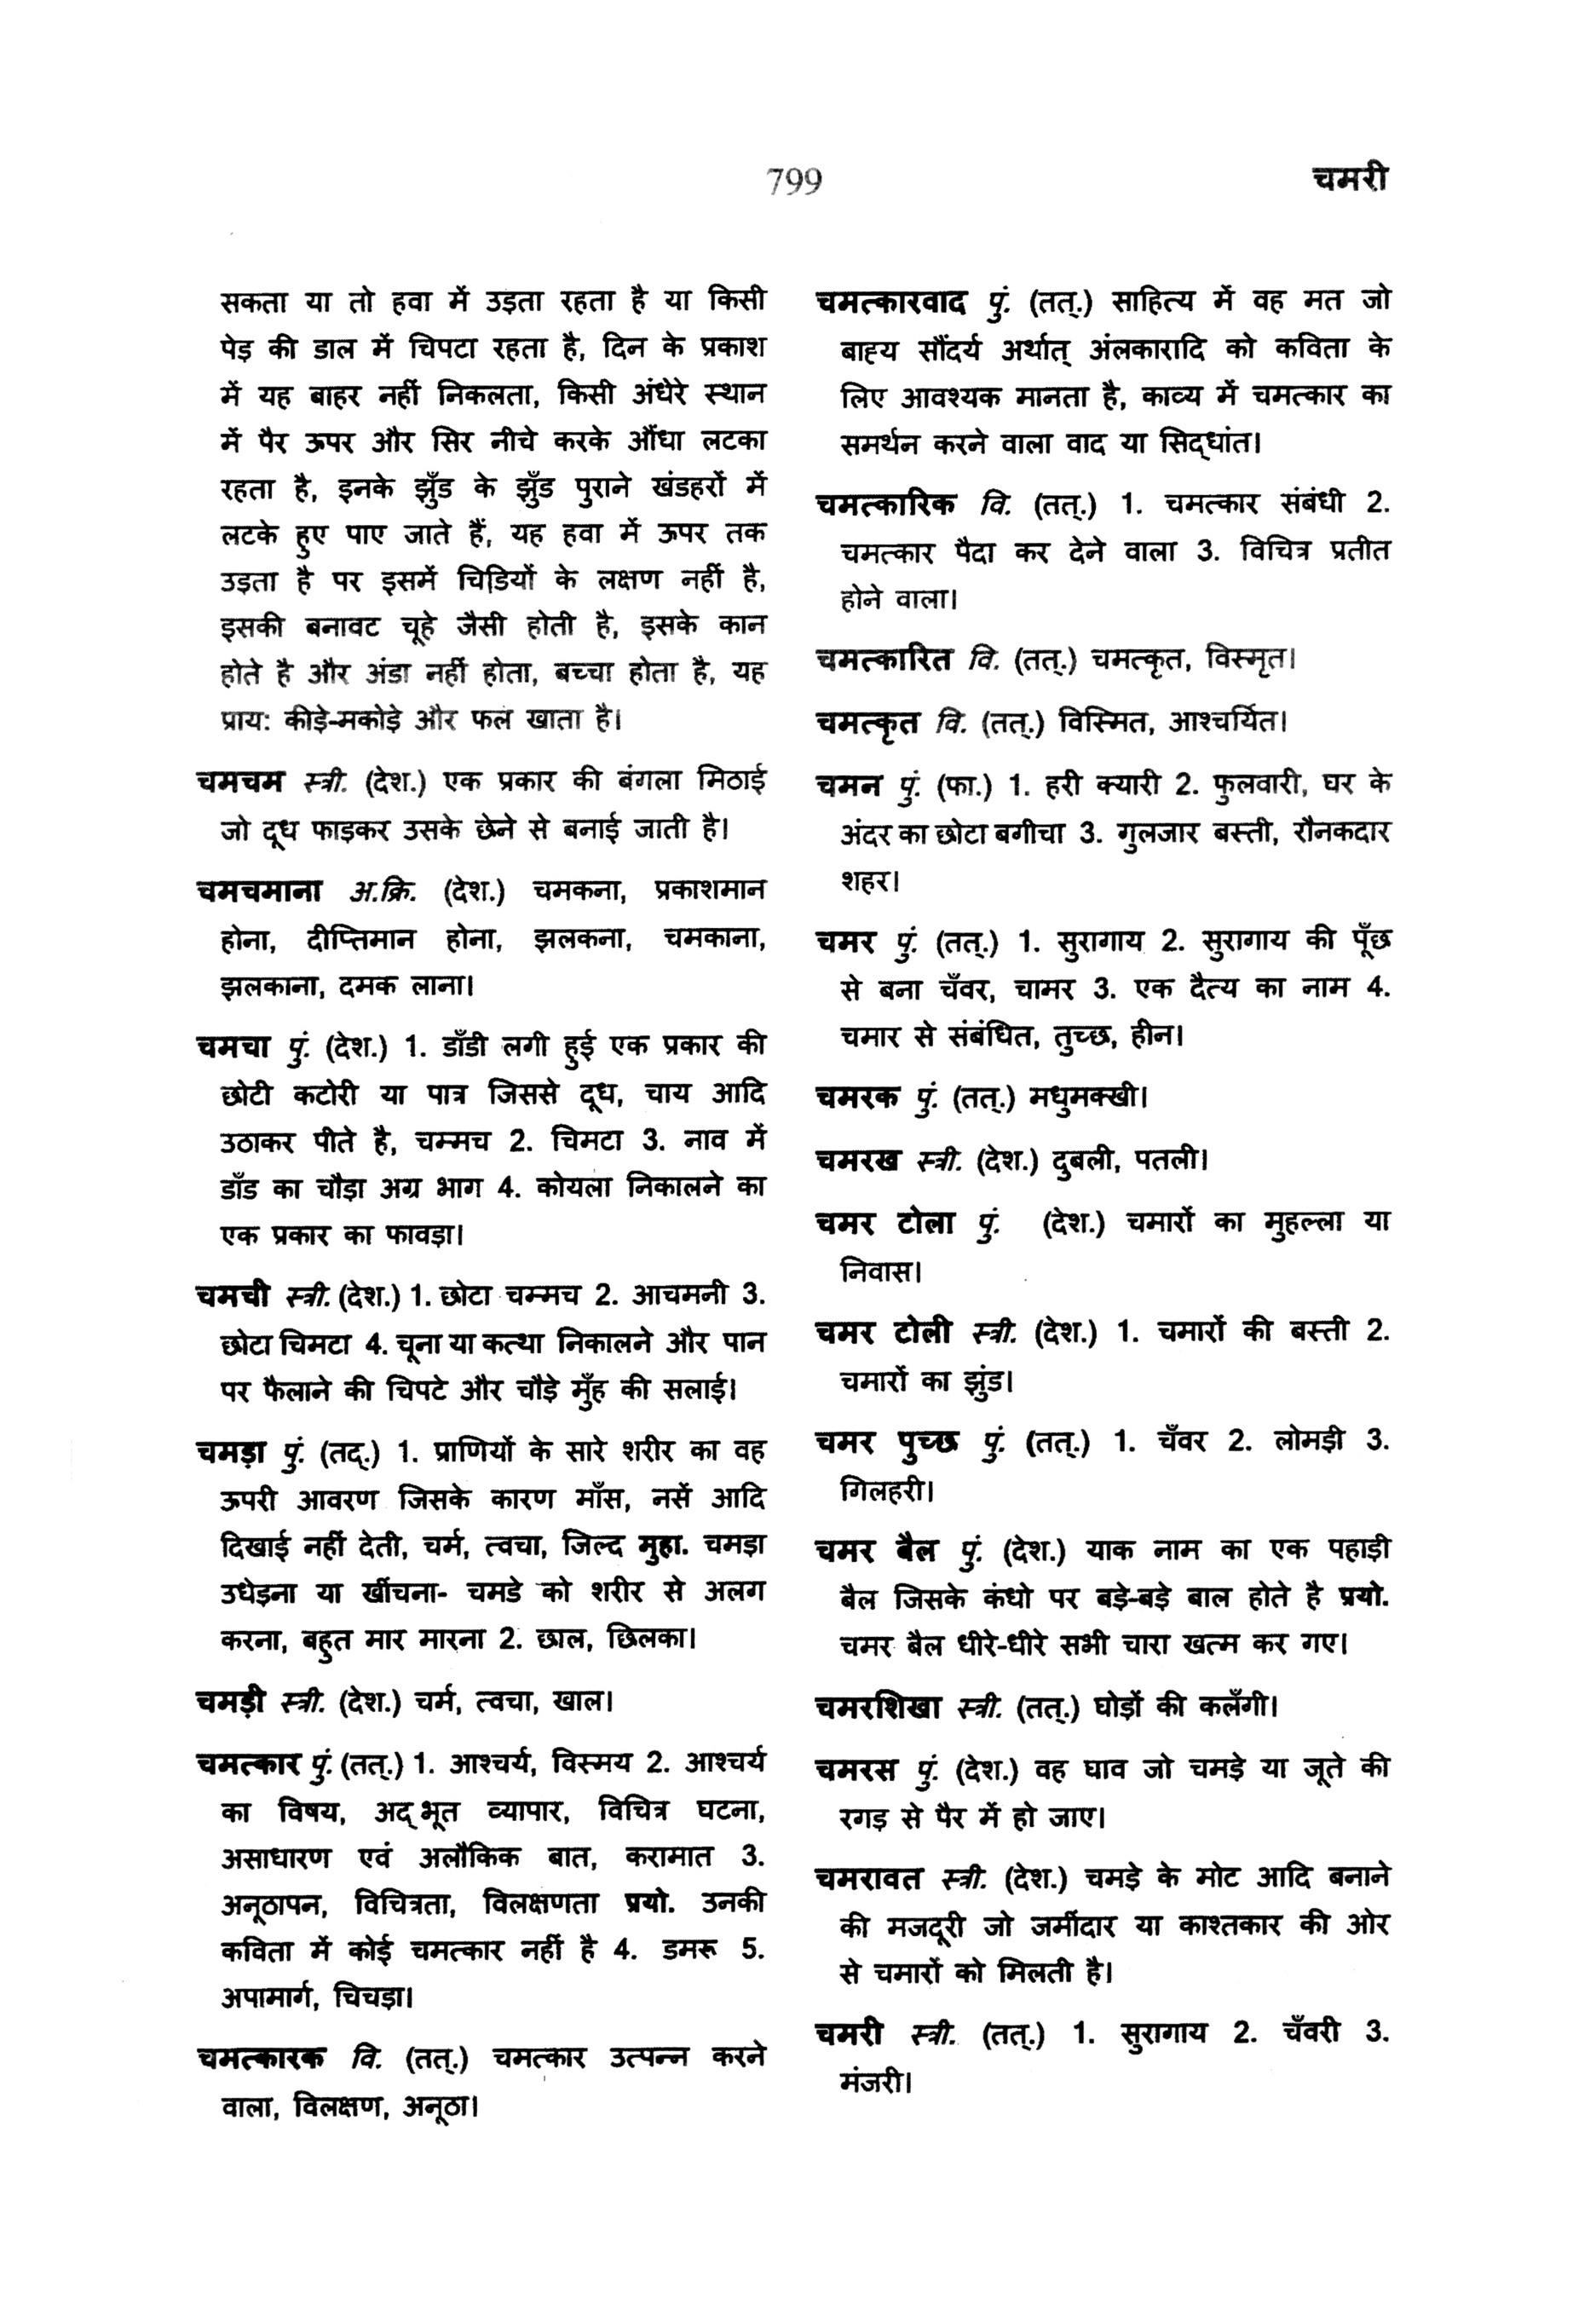 799
चमरी
सकता या तो हवा में उड़ता रहता है या किसी
पेड़ की डाल में चिपटा रहता है, दिन के प्रकाश
में यह बाहर नहीं निकलता, किसी अंधेरे स्थान
में पैर ऊपर और सिर नीचे करके औंधा लटका
रहता है, इनके झुँड के झुँड पुराने खंडहरों में
लटके हुए पाए जाते हैं, यह हवा में ऊपर तक
उड़ता है पर इसमें चिडि़यों के लक्षण नहीं है,
इसकी बनावट चूहे जैसी होती है, इसके कान
होते है और अंडा नहीं होता, बच्चा होता है, यह
प्राय: कीड़े-मकोड़े और फल खाता है।
चमचम स्त्री. (देश.) एक प्रकार की बंगला मिठाई
जो दूध फाड़कर उसके छेने से बनाई जाती है।
चमचमाना अ.क्रि. (देश.) चमकना, प्रकाशमान
होना, दीप्तिमान होना, झलकना, चमकाना,
झलकाना, दमक लाना।
चमचा पुं. (देश.) 1. डाँडी लगी हुई एक प्रकार की
छोटी कटोरी या पात्र जिससे दूध, चाय आदि
उठाकर पीते है, चम्मच 2. चिमटा 3. नाव में
डाँड का चौड़ा अग्र भाग 4. कोयला निकालने का
एक प्रकार का फावड़ा।
चमची स्त्री. (देश.) 1. छोटा चम्मच 2. आचमनी 3.
छोटा चिमटा 4. चूना या कत्था निकालने और पान
पर फैलाने की चिपटे और चौड़े मुँह की सलाई।
चमड़ा पुं. (तद्.) 1. प्राणियों के सारे शरीर का वह
ऊपरी आवरण जिसके कारण माँस, नसें आदि
दिखाई नहीं देती, चर्म, त्वचा, जिल्द मुहा. चमड़ा
उधेड़ना या खींचना- चमडे को शरीर से अलग
करना, बहुत मार मारना 2. छाल, छिलका।
चमड़ी स्त्री. (देश.) चर्म, त्वचा, खाल।
चमत्कार पुं. (तत्.) 1. आश्चर्य, विस्मय 2. आश्चर्य
का विषय, अद्भूत व्यापार, विचित्र घटना,
असाधारण एवं अलौकिक बात, करामात 3.
अनूठापन, विचित्रता, विलक्षणता प्रयो. उनकी
कविता में कोई चमत्कार नहीं है 4. डमरू 5.
अपामार्ग, चिचड़ा।
चमत्कारक वि. (तत्.) चमत्कार उत्पन्न करने
वाला, विलक्षण, अनूठा।
चमत्कारवाद पुं. (तत्.) साहित्य में वह मत जो
बाह्य सौंदर्य अर्थात् अंलकारादि को कविता के
लिए आवश्यक मानता है, काव्य में चमत्कार का
समर्थन करने वाला वाद या सिद्धांत।
चमत्कारिक वि. (तत्.) 1. चमत्कार संबंधी 2.
चमत्कार पैदा कर देने वाला 3. विचित्र प्रतीत
होने वाला।
चमत्कारित वि. (तत्.) चमत्कृत, विस्मृत।
चमत्कृत वि. (तत्.) विस्मित, आश्चर्यित।
चमन पुं. (फा.) 1. हरी क्यारी 2. फुलवारी, घर के
अंदर का छोटा बगीचा 3. गुलजार बस्ती, रौनकदार
शहर।
चमर पुं. (तत्.) 1. सुरागाय 2. सुरागाय की पूँछ
से बना चँवर, चामर 3. एक दैत्य का नाम 4.
चमार से संबंधित, तुच्छ, हीन।
चमरक पुं. (तत्.) मधुमक्खी।
चमरख स्त्री. (देश.) दुबली, पतली।
चमर टोला पुं. (देश.) चमारों का मुहल्ला या
निवास।
चमर टोली स्त्री. (देश.) 1. चमारों की बस्ती 2.
चमारों का झुंड।
चमर पुच्छ पुं. (तत्.) 1. चँवर 2. लोमड़ी 3.
गिलहरी।
चमर बैल पुं. (देश.) याक नाम का एक पहाड़ी
बैल जिसके कंधो पर बड़े-बड़े बाल होते है प्रयो.
चमर बैल धीरे-धीरे सभी चारा खत्म कर गए।
चमरशिखा स्त्री. (तत्.) घोड़ों की कलँगी।
चमरस पुं. (देश.) वह घाव जो चमड़े या जूते की
रगड़ से पैर में हो जाए।
चमरावत स्त्री. (देश.) चमड़े के मोट आदि बनाने
की मजदूरी जो जमींदार या काश्तकार की ओर
से चमारों को मिलती है।
चमरी स्त्री. (तत्.) 1. सुरागाय 2. चँवरी 3.
मंजरी।